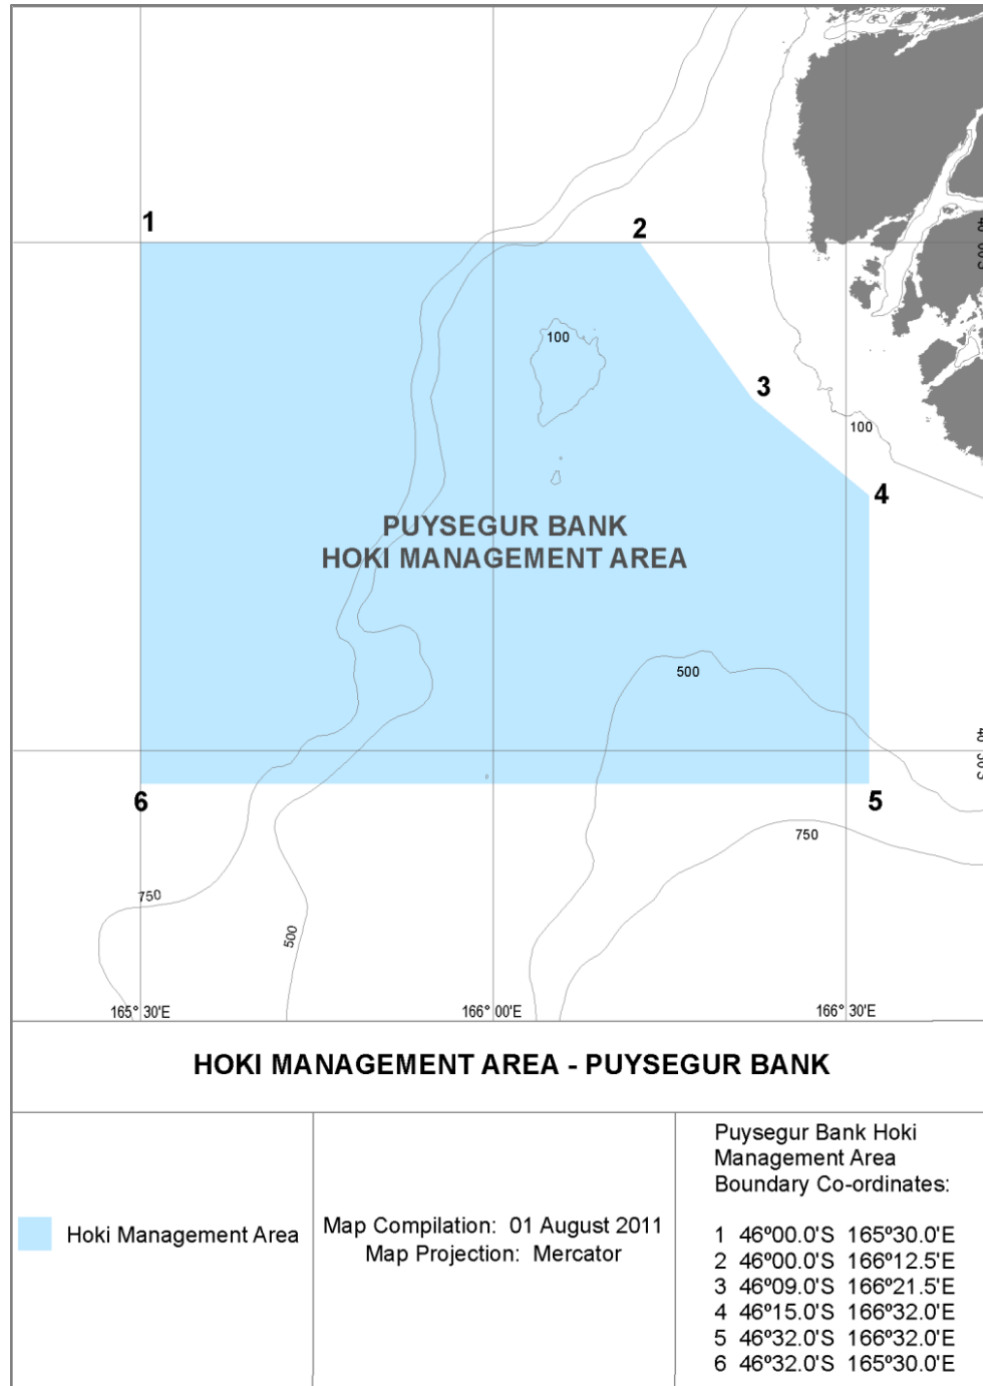 1
2
46 00'S
100
3
100
4
PUYSEGUR BANK
HOKI MANAGEMENT AREA
500
46 30'S
6
5
750
750
500
165° 30'E
166° 00'E
166° 30'E
HOKI MANAGEMENT AREA - PUYSEGUR BANK
Hoki Management Area
Map Compilation: 01 August 2011
Map Projection: Mercator
Puysegur Bank Hoki
Management Area
Boundary Co-ordinates:
1 46º00.0'S 165º30.0'E
2 46º00.0'S 166º12.5'E
3 46º09.0'S 166º21.5'E
4 46º15.0'S 166º32.0'E
5 46º32.0'S 166º32.0'E
6 46º32.0'S 165º30.0'E